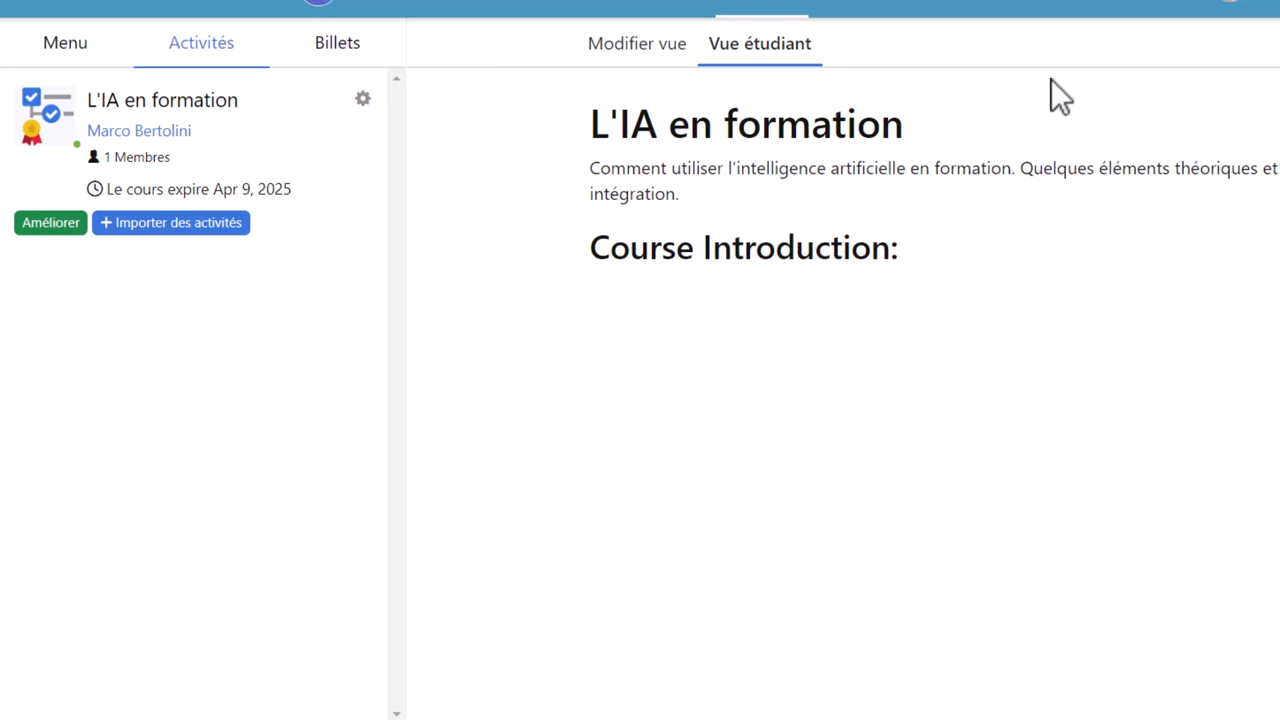 Menu
Activités
Billets
Modifier vue
Vue étudiant
L'IA en formation
Marco Bertolini
1 Membres
Le cours expire Apr 9, 2025
Améliorer
+ Importer des activités
L'IA en formation
Comment utiliser l'intelligence artificielle en formation. Quelques éléments théoriques et
intégration.
Course Introduction: